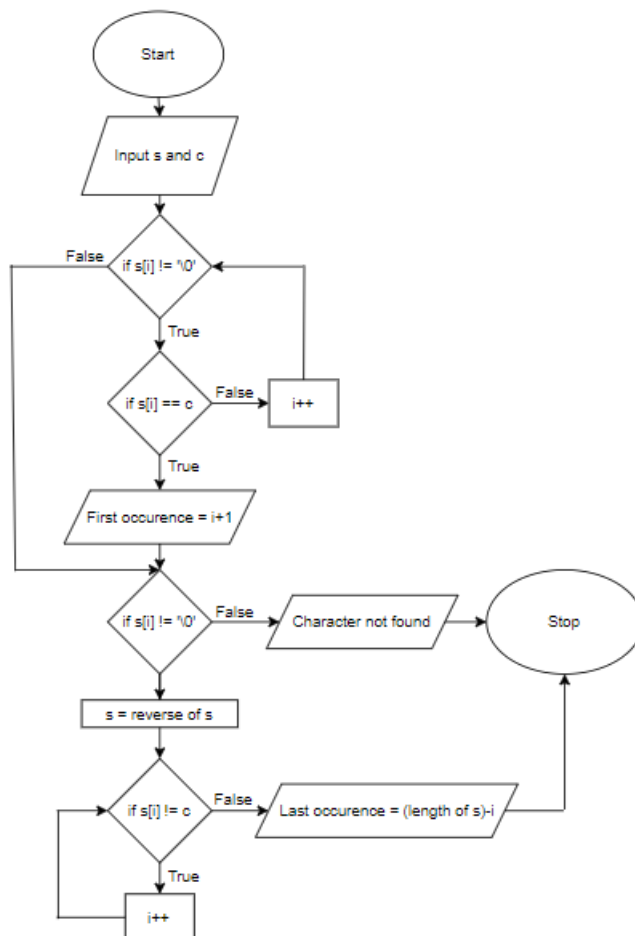 Start
Input s and c
False
if s[i] != '\0'
True
if s[i] == c
False
i++
True
First occurence = i+1
if s[i] != '\0'
False
Character not found
Stop
s = reverse of s
if s[i] != c
False
Last occurence = (length of s)-i
True
i++